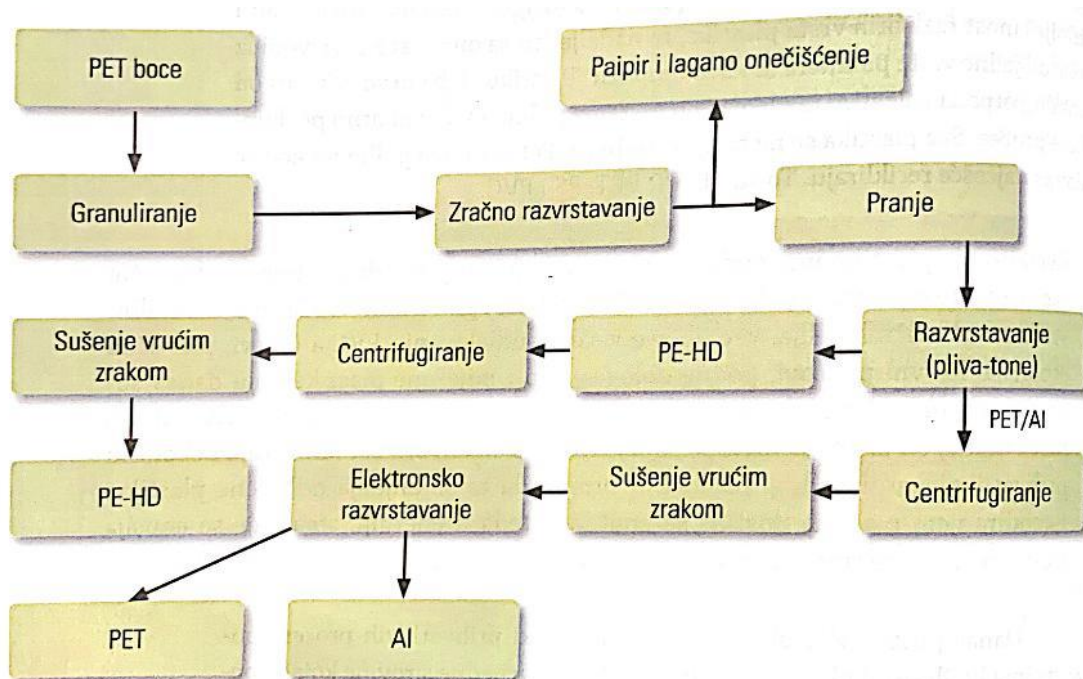 PET boce
Paipir i lagano onečišćenje
Granuliranje
Zračno razvrstavanje
Pranje
Sušenje vrućim
zrakom
Centrifugiranje
PE-HD
Razvrstavanje
(pliva-tone)
PET/Al
PE-HD
Elektronsko
razvrstavanje
Sušenje vrućim
zrakom
Centrifugiranje
PET
Al